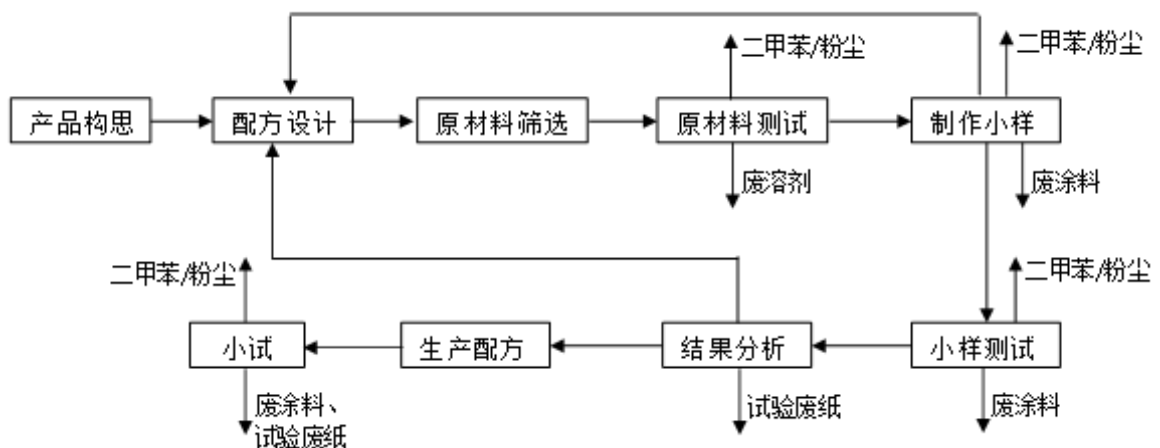 二甲苯/粉尘
二甲苯/粉尘
产品构思
配方设计
原材料筛选
原材料测试
制作小样
废溶剂
废涂料
二甲苯/粉尘
二甲苯/粉尘
小试
生产配方
结果分析
小样测试
废涂料、
试验废纸
试验废纸
废涂料